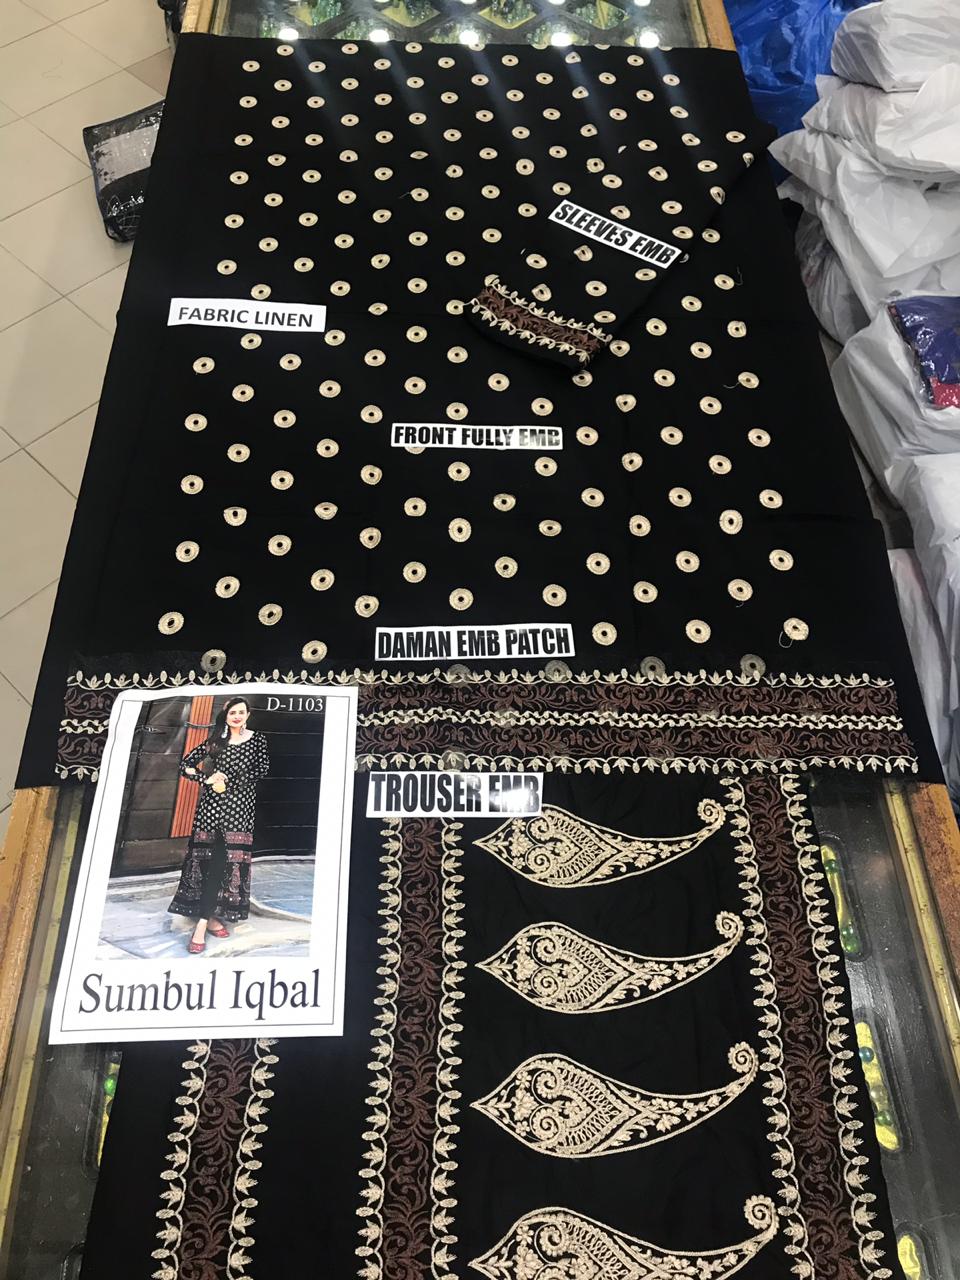 SLEEVES EMB
FABRIC LINEN
FRONT FULLY EMB
DAMAN EMB PATCH
D-1103
TROUSER EMB
Sumbul Iqbal